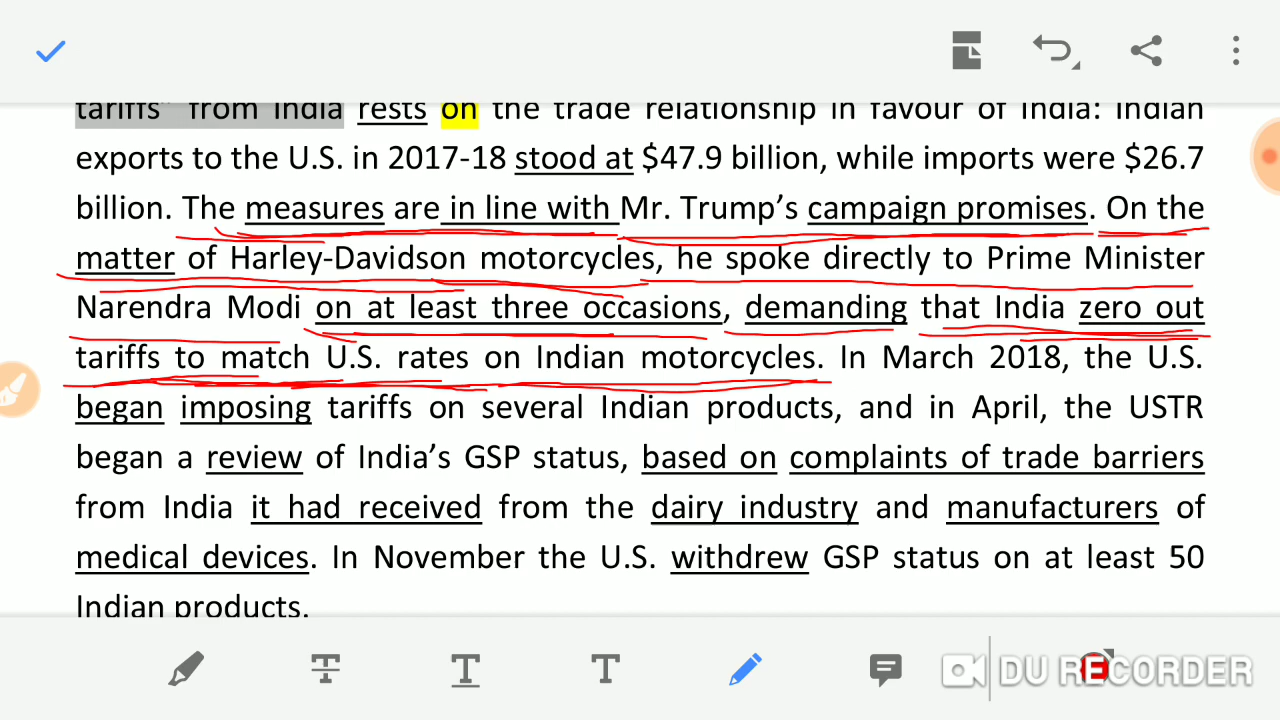 tariffs" from India rests on the trade relationship in favour of India: Indian
exports to the U.S. in 2017-18 stood at $47.9 billion, while imports were $26.7
billion. The measures are in line with Mr. Trump’s campaign promises. On the
matter of Harley-Davidson motorcycles, he spoke directly to Prime Minister
Narendra Modi on at least three occasions, demanding that India zero out
tariffs to match U.S. rates on Indian motorcycles. In March 2018, the U.S.
began imposing tariffs on several Indian products, and in April, the USTR
began a review of India’s GSP status, based on complaints of trade barriers
from India it had received from the dairy industry and manufacturers of
medical devices. In November the U.S. withdrew GSP status on at least 50
Indian products.
T T T DU RECORDER